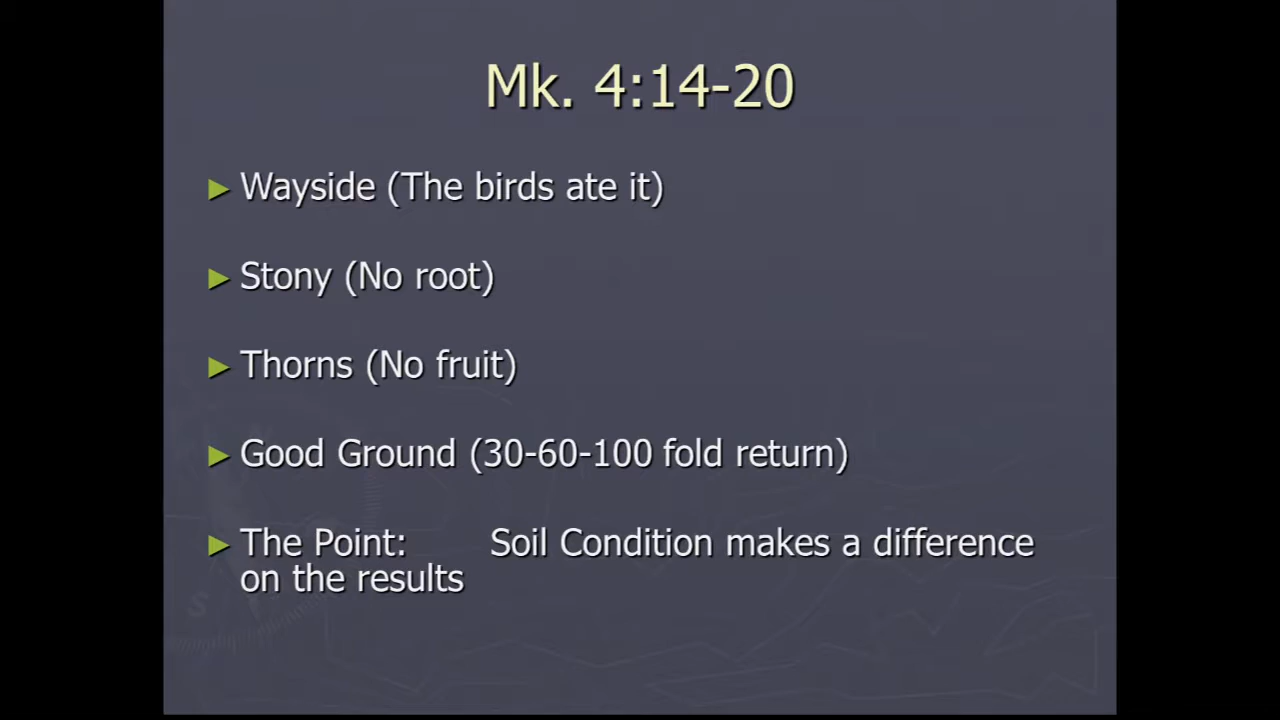 Mk. 4:14-20
► Wayside (The birds ate it)
► Stony (No root)
► Thorns (No fruit)
► Good Ground (30-60-100 fold return)
► The Point: Soil Condition makes a difference
on the results
S